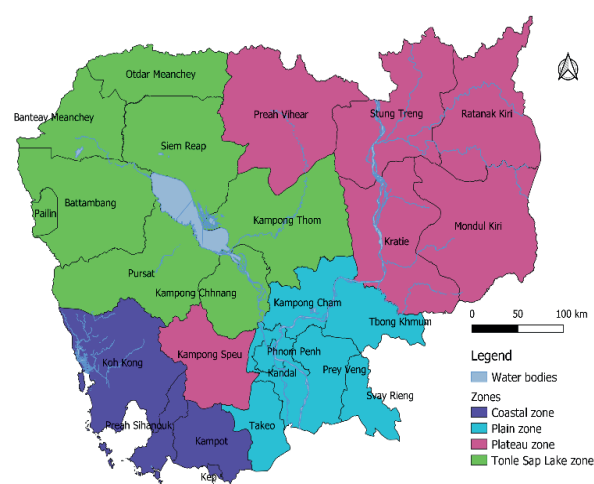 Otdar Meanchey
Banteay Meanchey
Preah Vihear
Stung Treng
Ratanak Kiri
Siem Reap
Battambang
Pailin
Kampong Thom
Kratie
Mondul Kiri
Pursat
Kampong Chhnang
Kampong Cham
Tbong Khmum
Koh Kong
Kampong Speu
Phnom Penh
Kandal
Prey Veng
Svay Rieng
Preah Sihanouk
Kampot
Takeo
Kep
0 50 100 km
Legend
Water bodies
Zones
Coastal zone
Plain zone
Plateau zone
Tonle Sap Lake zone